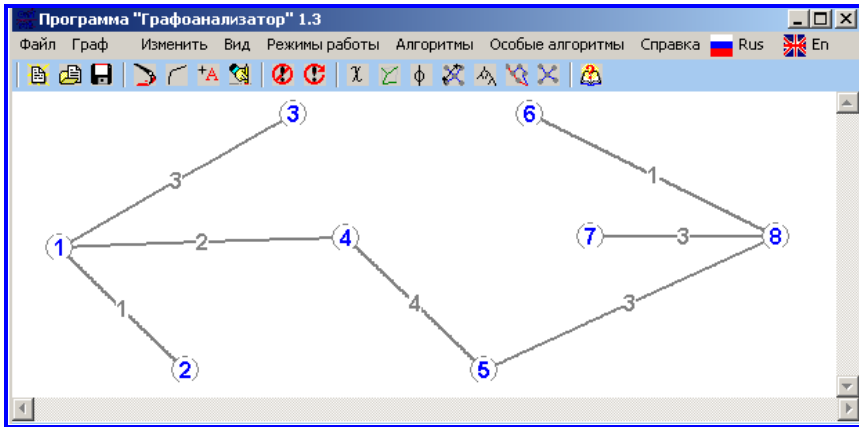 Программа "Графоанализатор" 1.3
Файл Граф Изменить Вид Режимы работы Алгоритмы Особые алгоритмы Справка Rus En
+A χ φ
3 6
3 1
1 2 4 7 3 8
1 4 3
2 5